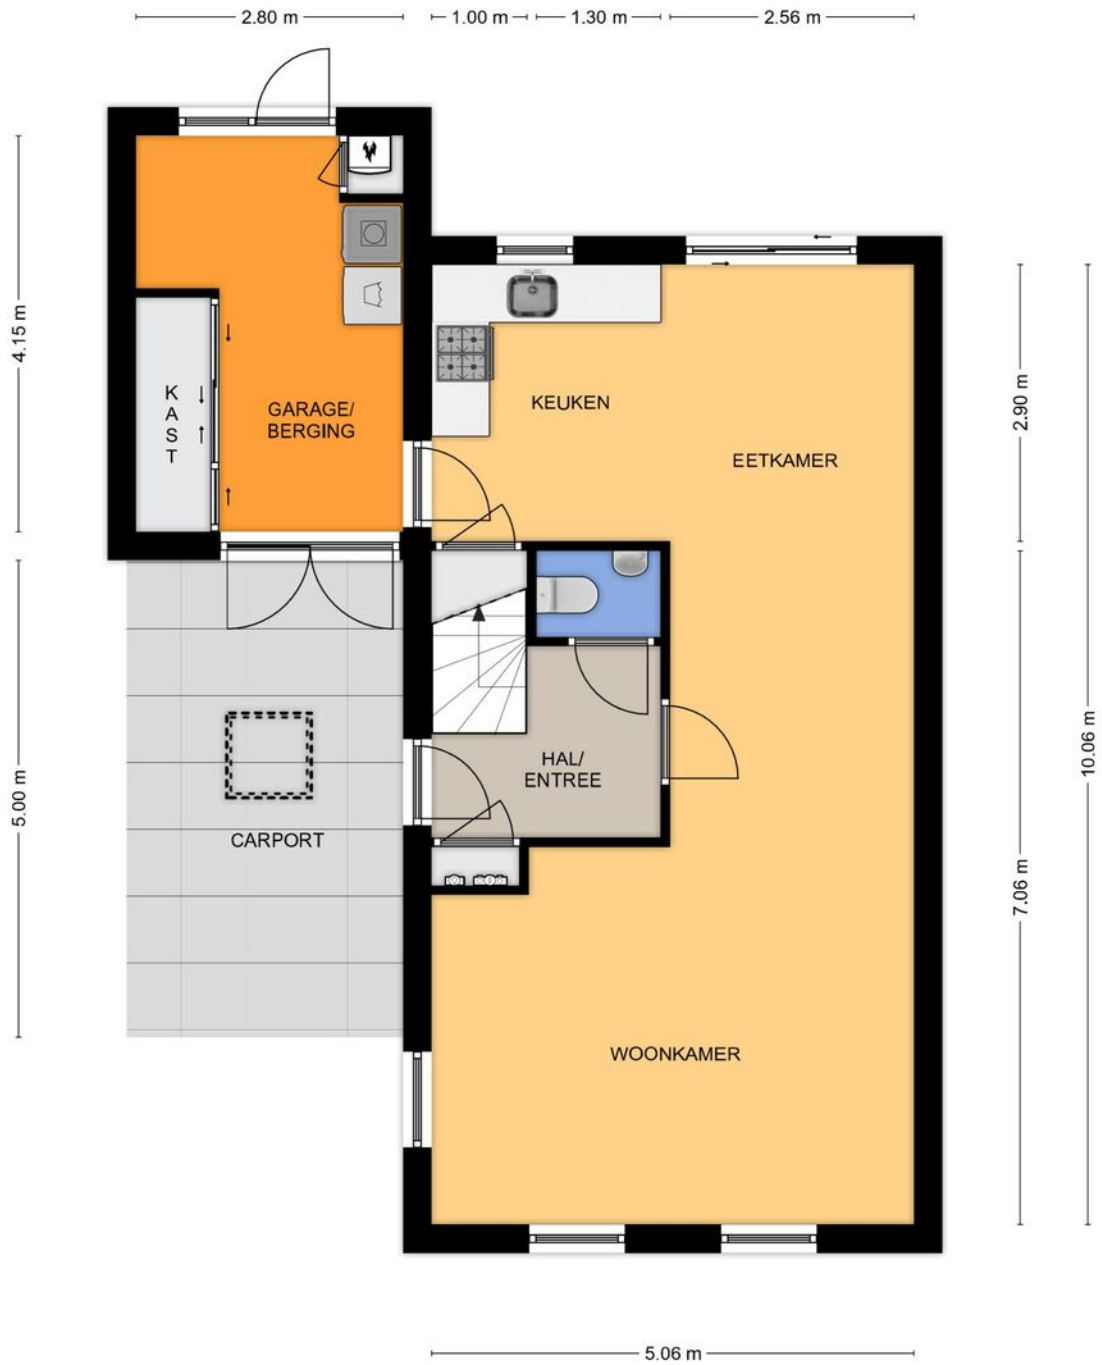 2.80 m
1.00 m
1.30 m
2.56 m
4.15 m
2.90 m
KAST
GARAGE/
BERGING
KEUKEN
EETKAMER
10.06 m
5.00 m
HAL/
ENTREE
CARPORT
7.06 m
WOONKAMER
5.06 m